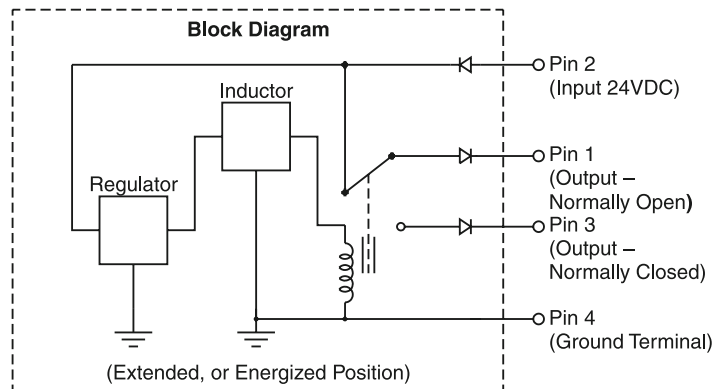 Block Diagram
Pin 2
(Input 24VDC)
Inductor
Pin 1
(Output –
Normally Open)
Regulator
Pin 3
(Output –
Normally Closed)
Pin 4
(Ground Terminal)
(Extended, or Energized Position)